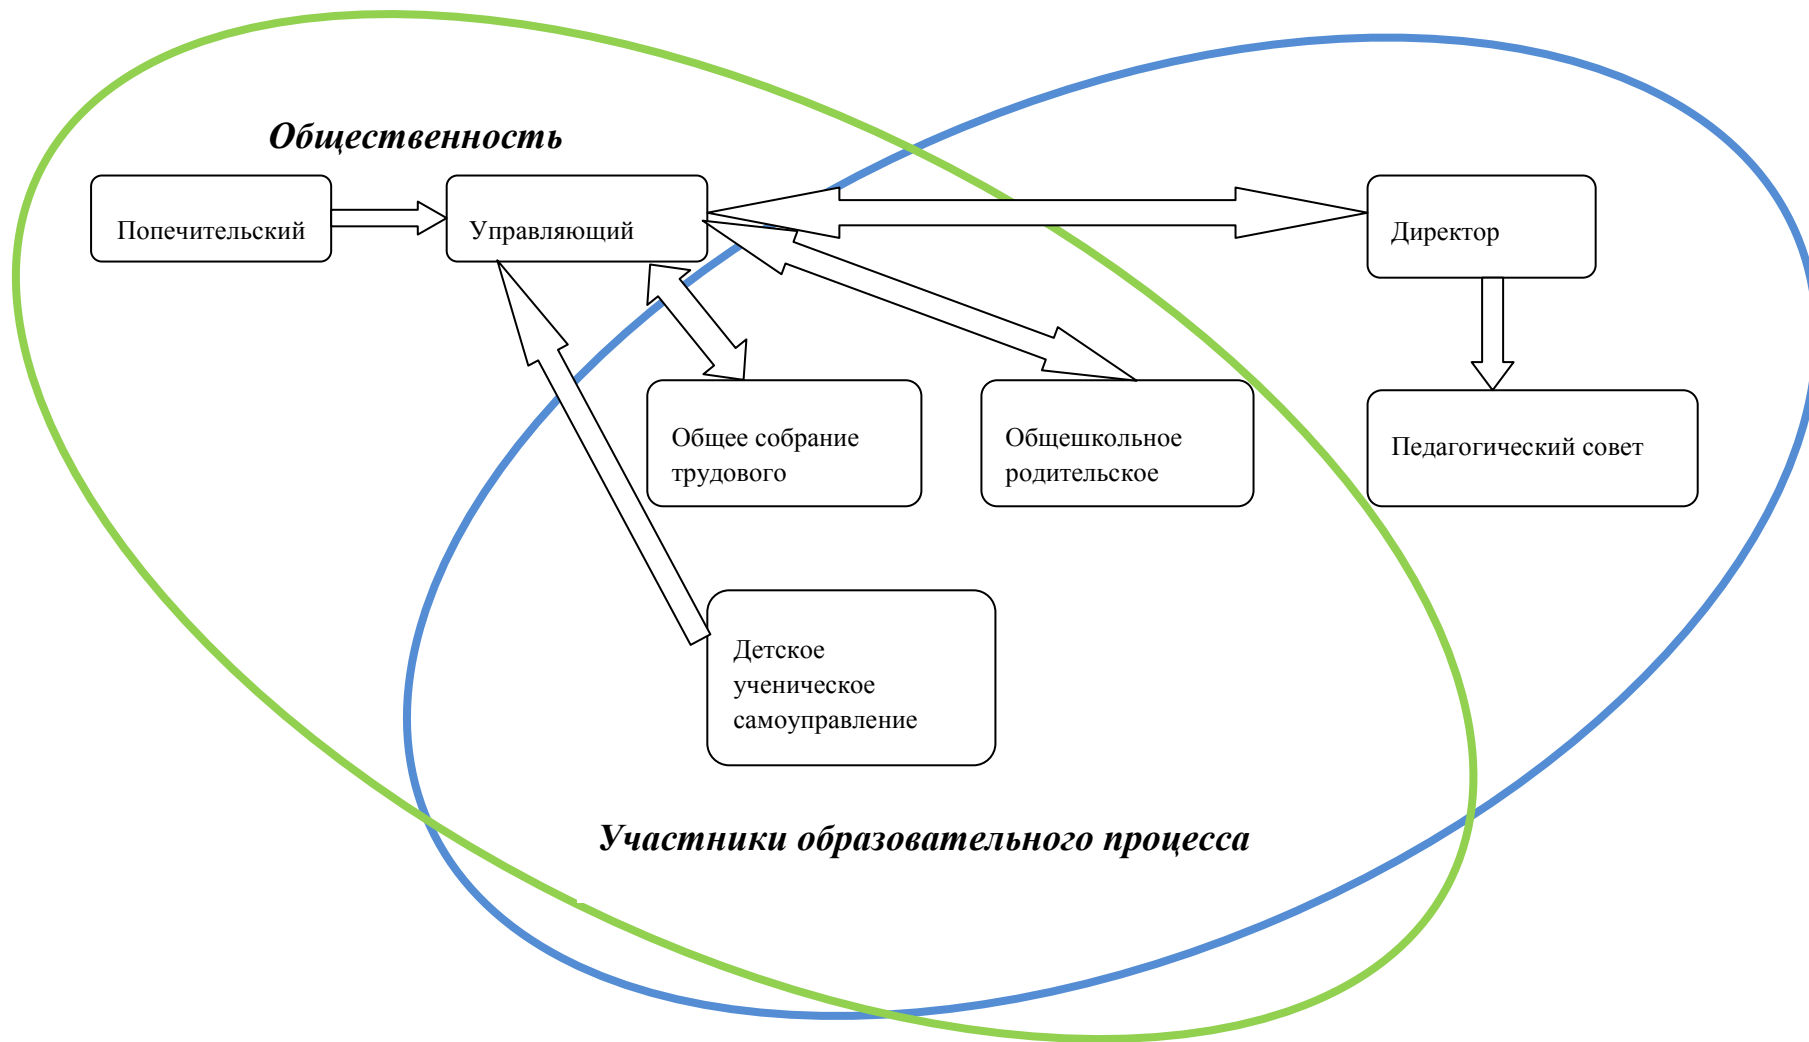 Общественность
Попечительский
Управляющий
Директор
Общее собрание
трудового
Общешкольное
родительское
Педагогический совет
Детское
ученическое
самоуправление
Участники образовательного процесса